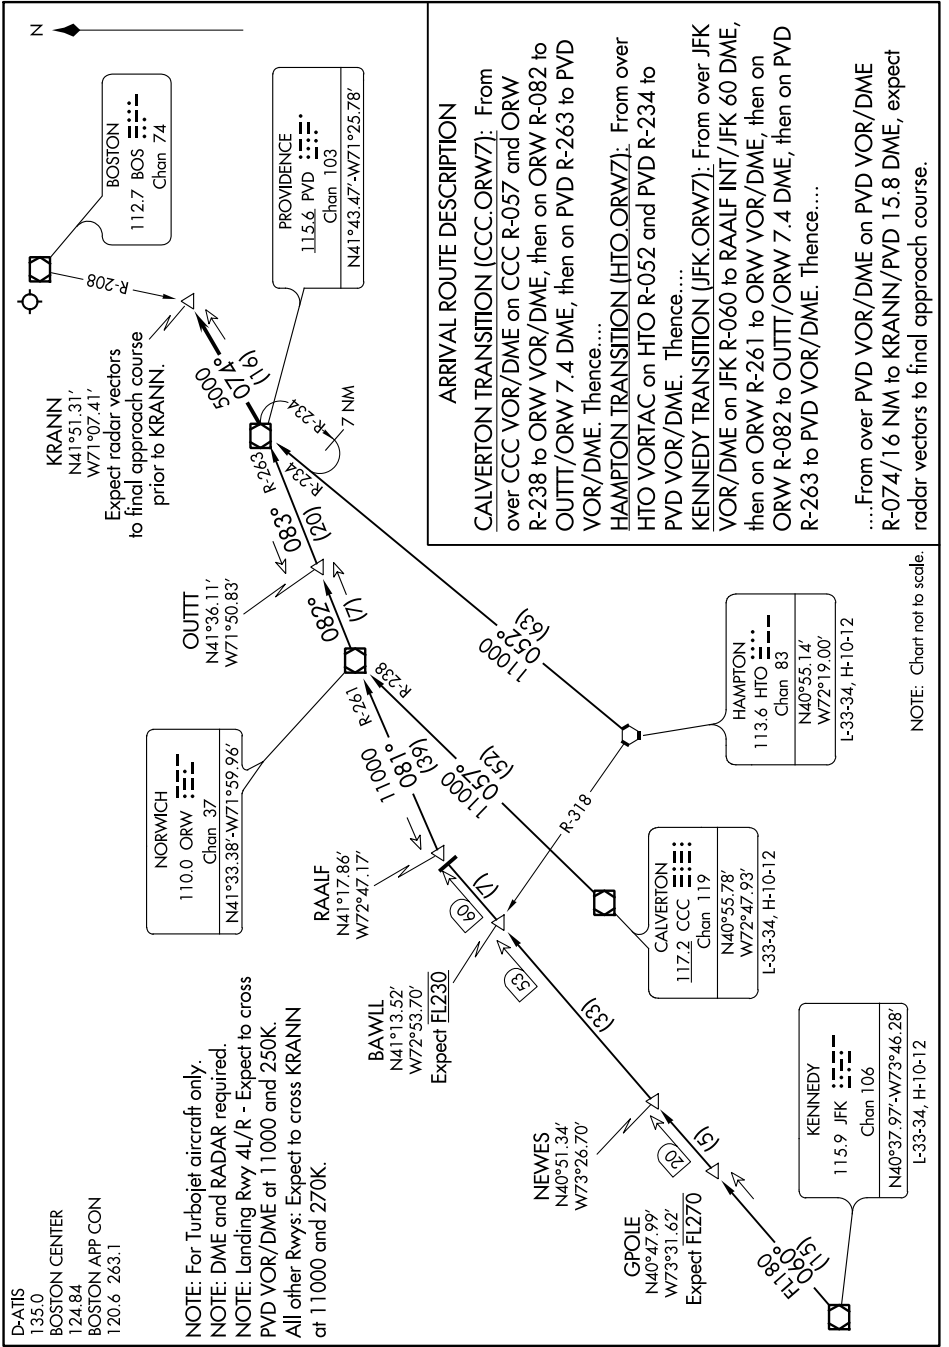 D-ATIS
135.0
BOSTON CENTER
124.84
BOSTON APP CON
120.6 263.1
NOTE: For Turbojet aircraft only.
NOTE: DME and RADAR required.
NOTE: Landing Rwy 4L/R - Expect to cross
PVD VOR/DME at 11000 and 250K.
All other Rwys: Expect to cross KRANN
at 11000 and 270K.
NORWICH
110.0 ORW
Chan 37
N41°33.38'-W71°59.96'
OUTTT
N41°36.11'
W71°50.83'
KRANN
N41°51.31'
W71°07.41'
Expect radar vectors
to final approach course
prior to KRANN.
N
BOSTON
112.7 BOS
Chan 74
R-208
PROVIDENCE
115.6 PVD
Chan 103
N41°43.47'-W71°25.78'
5000
074°
(16)
R-234
7 NM
R-263
R-234
083°
(20)
082°
(7)
R-261
R-238
11000
081°
(39)
11000
057°
(52)
11000
052°
(63)
RAALF
N41°17.86'
W72°47.17'
60
(7)
BAWLL
N41°13.52'
W72°53.70'
Expect FL230
53
R-318
(33)
NEWES
N40°51.34'
W73°26.70'
20
(5)
GPOLE
N40°47.99'
W73°31.62'
Expect FL270
FL180
060°
(15)
KENNEDY
115.9 JFK
Chan 106
N40°37.97'-W73°46.28'
L-33-34, H-10-12
CALVERTON
117.2 CCC
Chan 119
N40°55.78'
W72°47.93'
L-33-34, H-10-12
HAMPTON
113.6 HTO
Chan 83
N40°55.14'
W72°19.00'
L-33-34, H-10-12
NOTE: Chart not to scale.
ARRIVAL ROUTE DESCRIPTION
CALVERTON TRANSITION (CCC.ORW7): From
over CCC VOR/DME on CCC R-057 and ORW
R-238 to ORW VOR/DME, then on ORW R-082 to
OUTTT/ORW 7.4 DME, then on PVD R-263 to PVD
VOR/DME. Thence....
HAMPTON TRANSITION (HTO.ORW7): From over
HTO VORTAC on HTO R-052 and PVD R-234 to
PVD VOR/DME. Thence....
KENNEDY TRANSITION (JFK.ORW7): From over JFK
VOR/DME on JFK R-060 to RAALF INT/JFK 60 DME,
then on ORW R-261 to ORW VOR/DME, then on
ORW R-082 to OUTTT/ORW 7.4 DME, then on PVD
R-263 to PVD VOR/DME. Thence....
....From over PVD VOR/DME on PVD VOR/DME
R-074/16 NM to KRANN/PVD 15.8 DME, expect
radar vectors to final approach course.